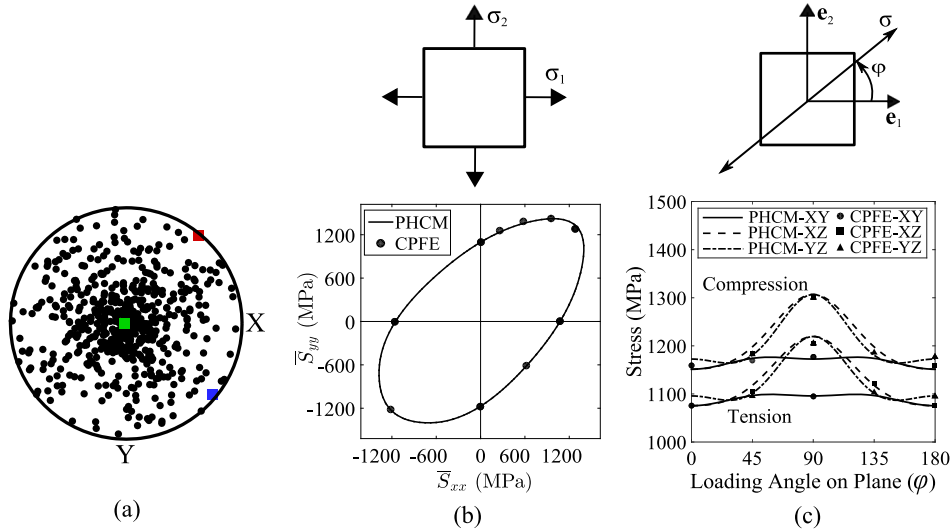 σ₂
σ₁
e₂
σ
φ
e₁
X
Y
(a)
PHCM
CPFE
1200
600
0
-600
-1200
S̅yy (MPa)
-1200 -600 0 600 1200
S̅xx (MPa)
(b)
PHCM-XY CPFE-XY
PHCM-XZ CPFE-XZ
PHCM-YZ CPFE-YZ
Compression
Tension
1500
1400
1300
1200
1100
1000
Stress (MPa)
0 45 90 135 180
Loading Angle on Plane (φ)
(c)